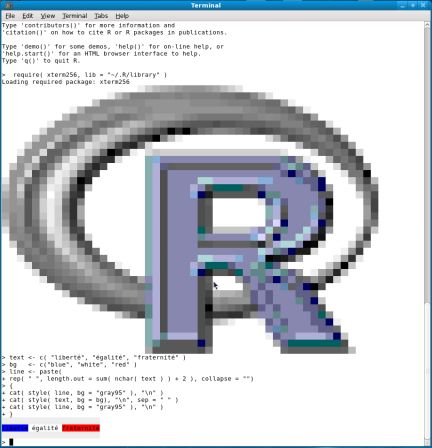 Terminal
File Edit View Terminal Tabs Help
Type 'contributors()' for more information and
'citation()' on how to cite R or R packages in publications.
Type 'demo()' for some demos, 'help()' for on-line help, or
'help.start()' for an HTML browser interface to help.
Type 'q()' to quit R.
> require( xterm256, lib = "~/.R/library" )
Loading required package: xterm256
R
> text <- c( "liberté", "égalité", "fraternité" )
> bg <- c("blue", "white", "red" )
> line <- paste(
+ rep( " ", length.out = sum( nchar( text ) ) + 2 ), collapse = "")
> {
+ cat( style( line, bg = "gray95" ), "\n" )
+ cat( style( text, bg = bg), "\n", sep = " " )
+ cat( style( line, bg = "gray95" ), "\n" )
+ }
liberté égalité fraternité
>